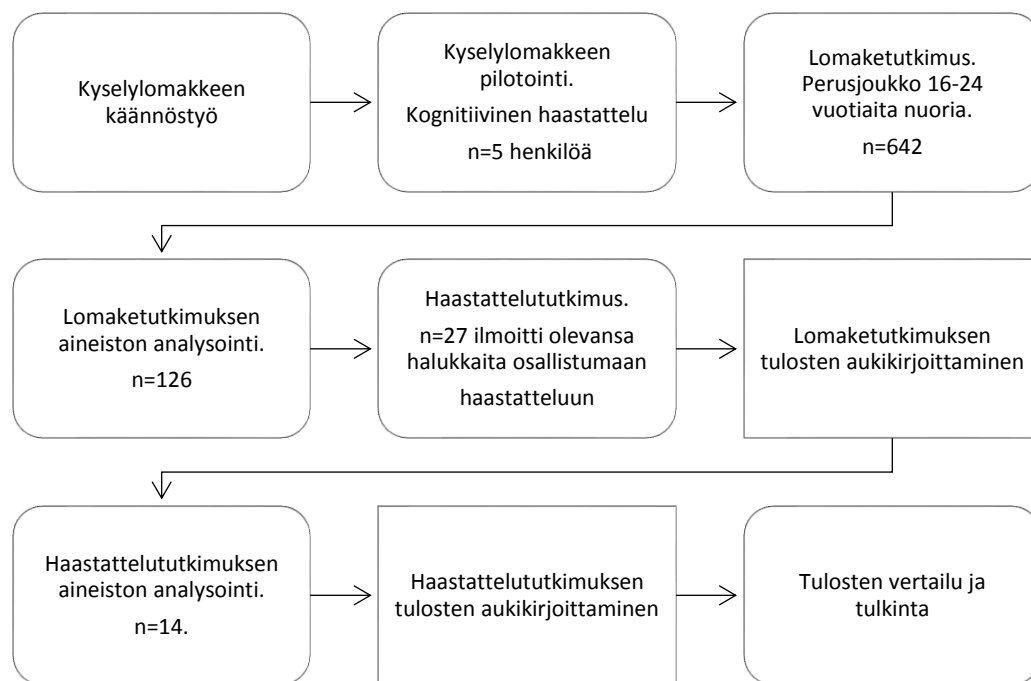 Kyselylomakkeen
käännöstyö
Kyselylomakkeen
pilotointi.
Kognitiivinen haastattelu
n=5 henkilöä
Lomaketutkimus.
Perusjoukko 16-24
vuotiaita nuoria.
n=642
Lomaketutkimuksen
aineiston analysointi.
n=126
Haastattelututkimus.
n=27 ilmoitti olevansa
halukkaita osallistumaan
haastatteluun
Lomaketutkimuksen
tulosten aukikirjoittaminen
Haastattelututkimuksen
aineiston analysointi.
n=14.
Haastattelututkimuksen
tulosten aukikirjoittaminen
Tulosten vertailu ja
tulkinta